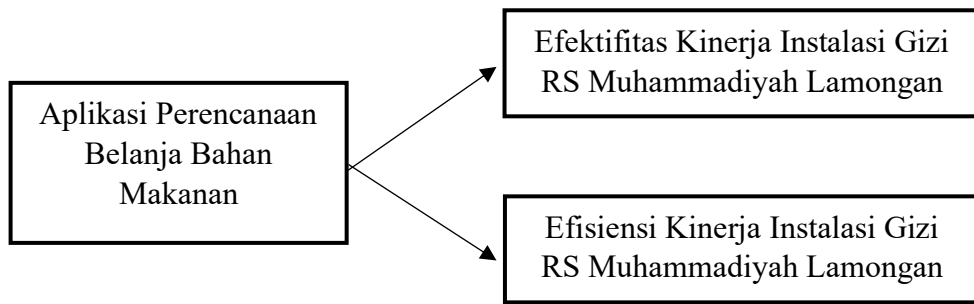 Aplikasi Perencanaan
Belanja Bahan
Makanan
Efektifitas Kinerja Instalasi Gizi
RS Muhammadiyah Lamongan
Efisiensi Kinerja Instalasi Gizi
RS Muhammadiyah Lamongan